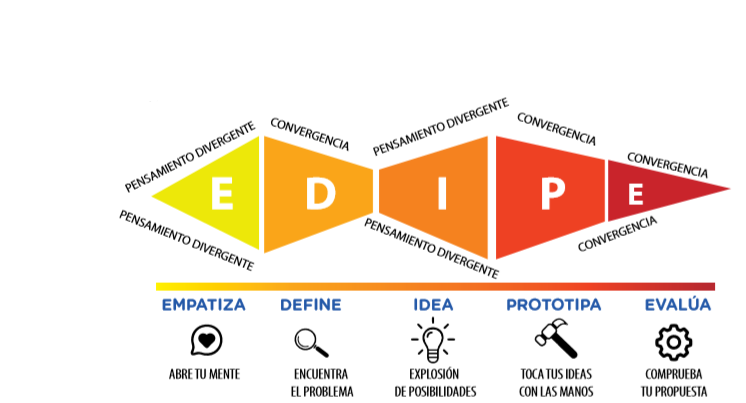 PENSAMIENTO DIVERGENTE
CONVERGENCIA
PENSAMIENTO DIVERGENTE
CONVERGENCIA
CONVERGENCIA
E
D
I
P
E
PENSAMIENTO DIVERGENTE
PENSAMIENTO DIVERGENTE
CONVERGENCIA
EMPATIZA
DEFINE
IDEA
PROTOTIPA
EVALÚA
ABRE TU MENTE
ENCUENTRA
EL PROBLEMA
EXPLOSIÓN
DE POSIBILIDADES
TOCA TUS IDEAS
CON LAS MANOS
COMPRUEBA
TU PROPUESTA